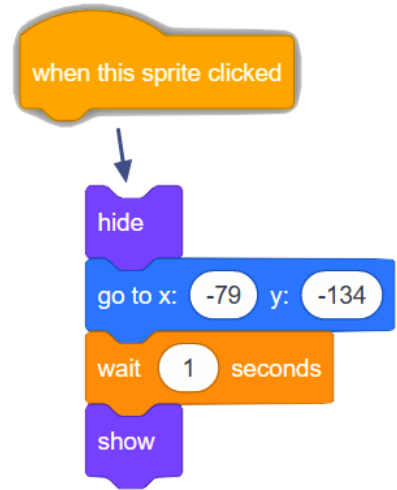 when this sprite clicked
hide
go to x: -79 y: -134
wait 1 seconds
show